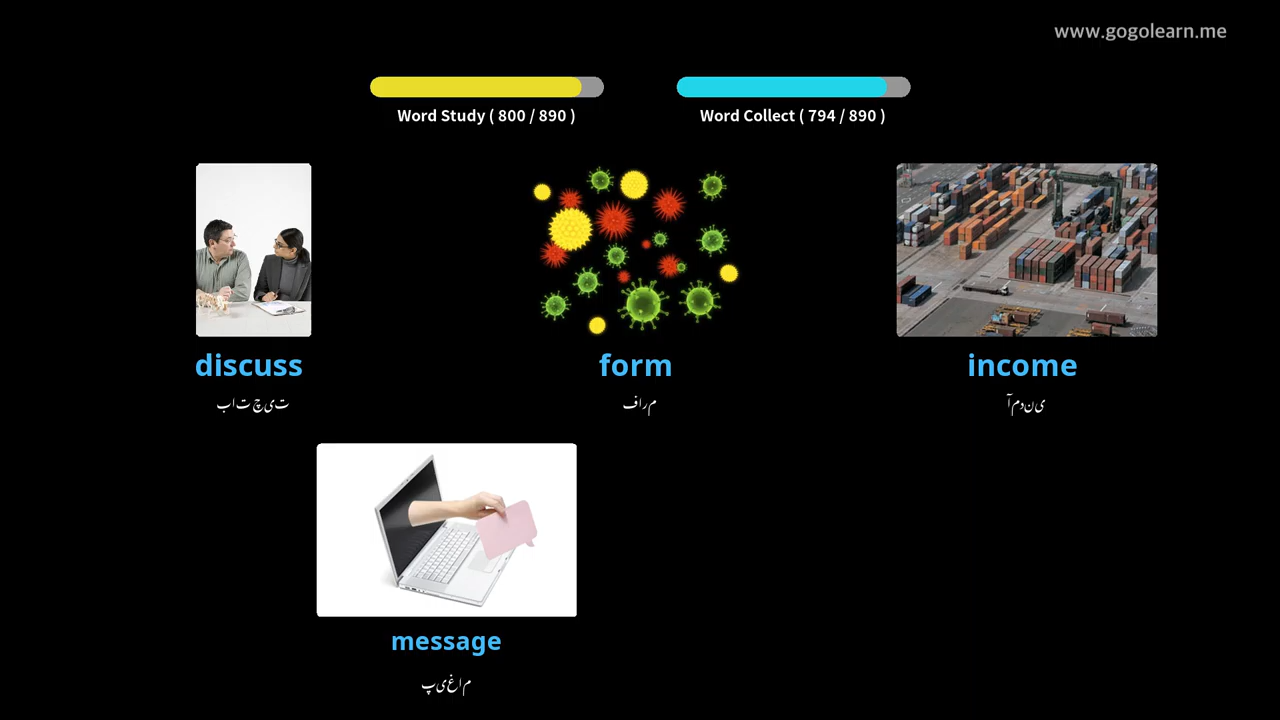 www.gogolearn.me
Word Study ( 800 / 890 )
Word Collect ( 794 / 890 )
discuss
form
income
بات چیت
فارم
آمدنی
message
پیغام